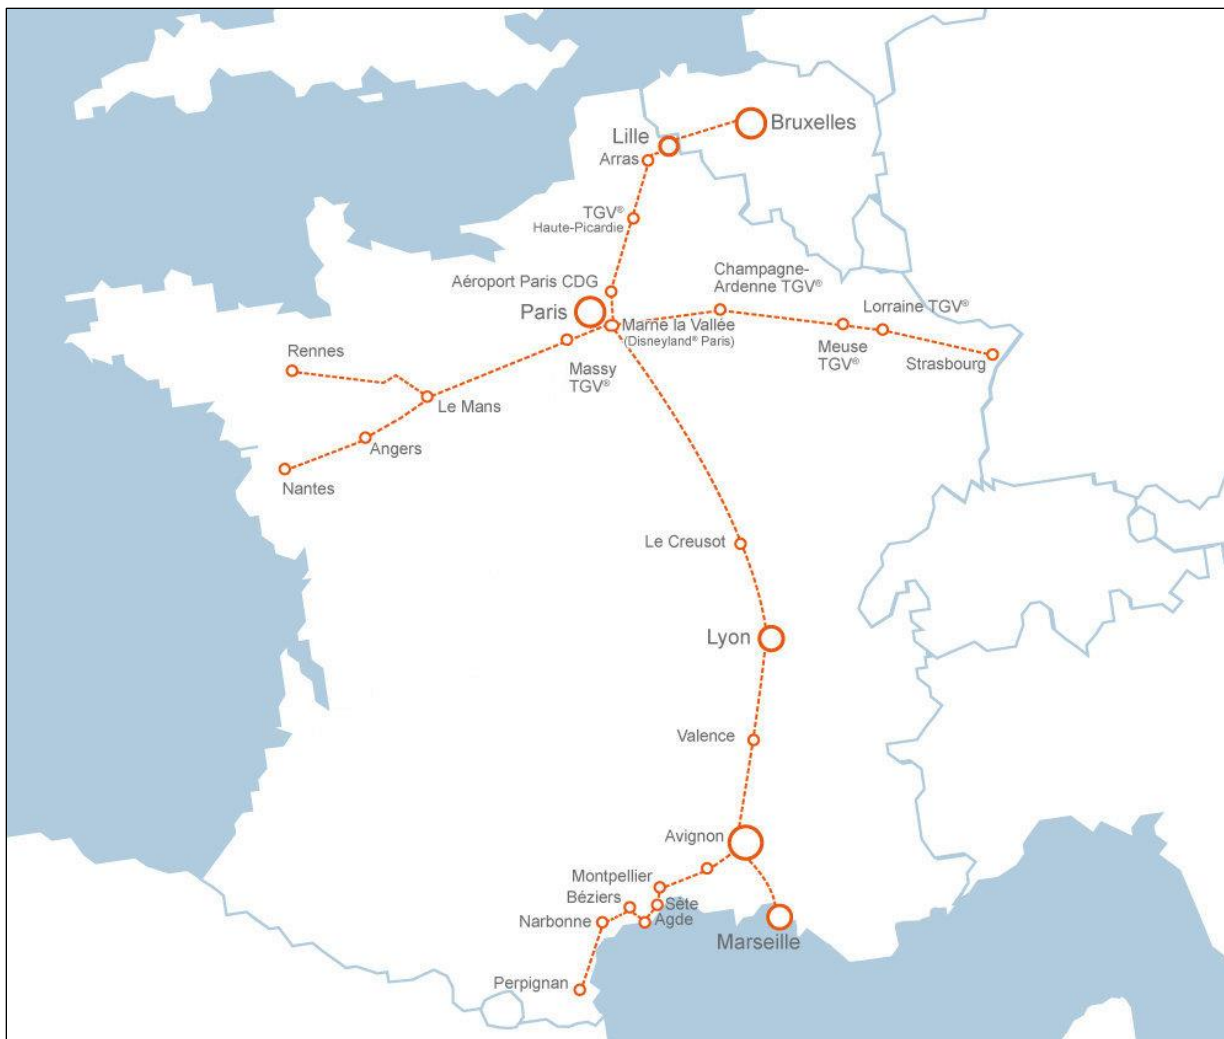 Bruxelles
Lille
Arras
TGV®
Haute-Picardie
Champagne-
Ardenne TGV®
Aéroport Paris CDG
Lorraine TGV®
Paris
Marne la Vallée
(Disneyland® Paris)
Meuse
TGV®
Rennes
Strasbourg
Massy
TGV®
Le Mans
Angers
Nantes
Le Creusot
Lyon
Valence
Avignon
Montpellier
Béziers
Sête
Narbonne
Agde
Marseille
Perpignan